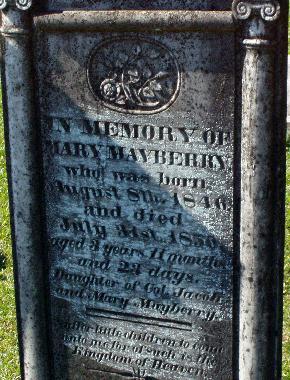 IN MEMORY OF
MARY MAYBERRY
who was born
August 8th. 1846.
and died
July 31st. 1850.
aged 3 years 11 months
and 23 days.
Daughter of Col. Jacob
and Mary Mayberry.
Suffer little children to come
unto me for of such is the
Kingdom of Heaven